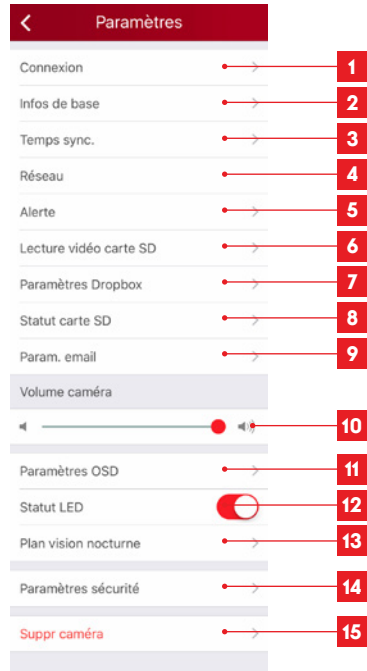 Paramètres
Connexion 1
Infos de base 2
Temps sync. 3
Réseau 4
Alerte 5
Lecture vidéo carte SD 6
Paramètres Dropbox 7
Statut carte SD 8
Param. email 9
Volume caméra
10
Paramètres OSD 11
Statut LED 12
Plan vision nocturne 13
Paramètres sécurité 14
Suppr caméra 15